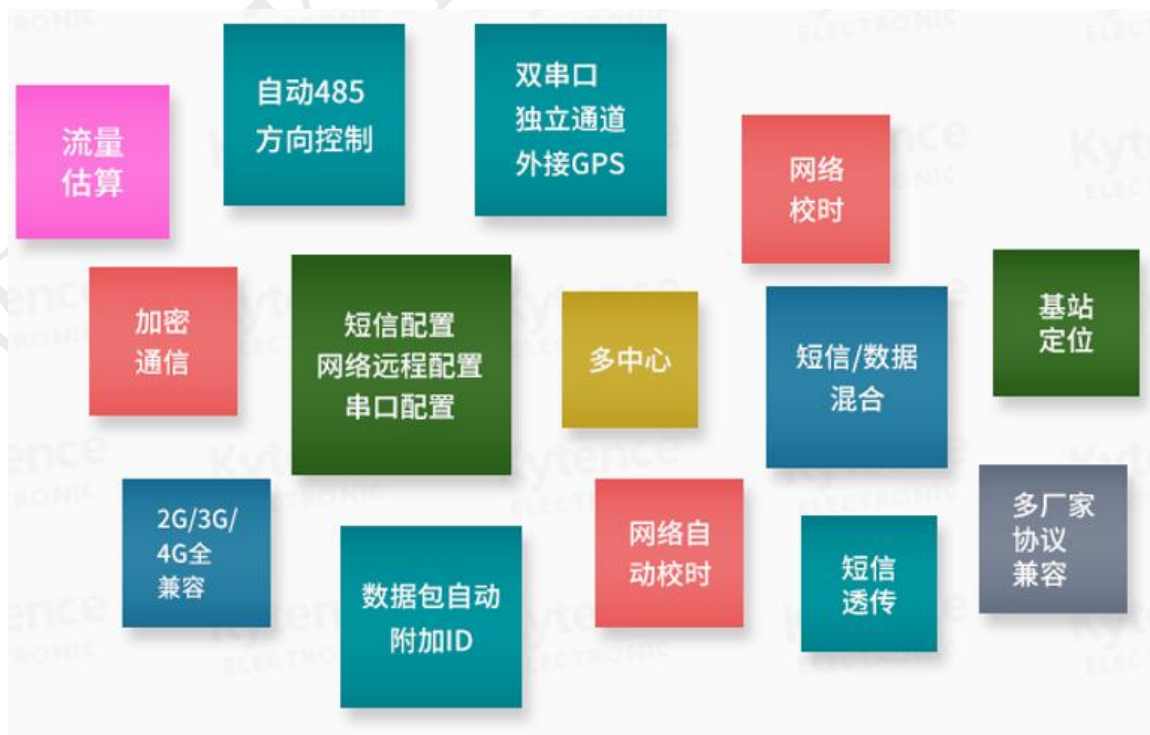 自动485
方向控制
双串口
独立通道
外接GPS
流量
估算
网络
校时
加密
通信
短信配置
网络远程配置
串口配置
多中心
短信/数据
混合
基站
定位
2G/3G/
4G全
兼容
数据包自动
附加ID
网络自
动校时
短信
透传
多厂家
协议
兼容
Kytence
ELECTRONIC